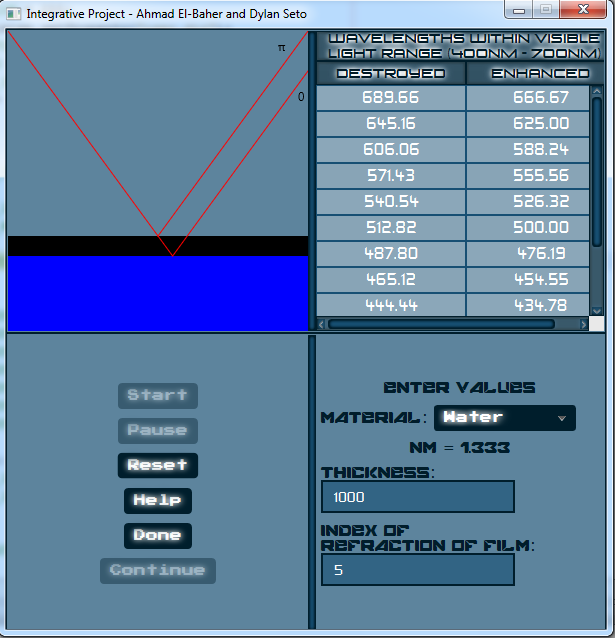 Integrative Project - Ahmad El-Baher and Dylan Seto
π
0
WAVELENGTHS WITHIN VISIBLE
LIGHT RANGE (400NM - 700NM)
DESTROYED ENHANCED
689.66 666.67
645.16 625.00
606.06 588.24
571.43 555.56
540.54 526.32
512.82 500.00
487.80 476.19
465.12 454.55
444.44 434.78
Start
Pause
Reset
Help
Done
Continue
ENTER VALUES
MATERIAL: Water
NM = 1.333
THICKNESS:
1000
INDEX OF
REFRACTION OF FILM:
5